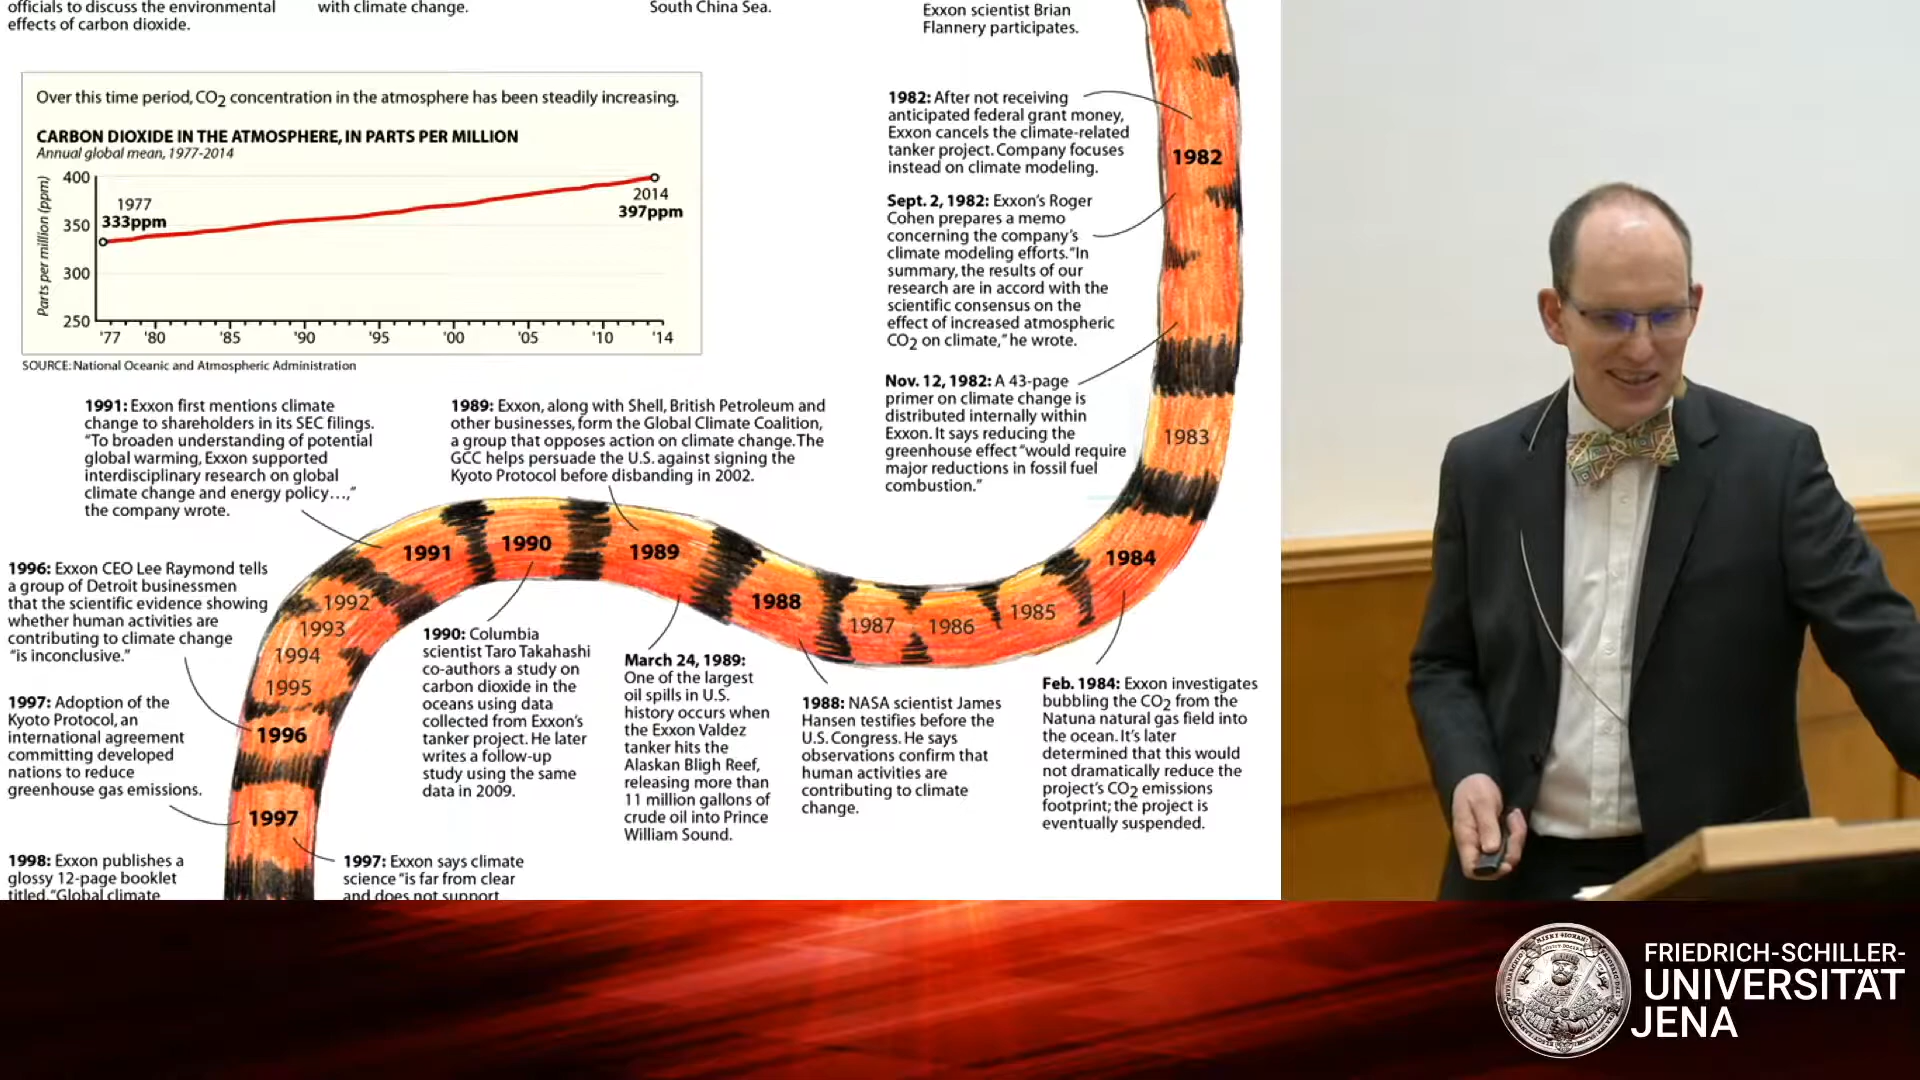 officials to discuss the environmental
effects of carbon dioxide.
with climate change.
South China Sea.
Exxon scientist Brian
Flannery participates.
Over this time period, CO2 concentration in the atmosphere has been steadily increasing.
CARBON DIOXIDE IN THE ATMOSPHERE, IN PARTS PER MILLION
Annual global mean, 1977-2014
Parts per million (ppm)
400
350
300
250
1977
333ppm
2014
397ppm
'77 '80 '85 '90 '95 '00 '05 '10 '14
SOURCE: National Oceanic and Atmospheric Administration
1982: After not receiving
anticipated federal grant money,
Exxon cancels the climate-related
tanker project. Company focuses
instead on climate modeling.
1982
Sept. 2, 1982: Exxon's Roger
Cohen prepares a memo
concerning the company's
climate modeling efforts. "In
summary, the results of our
research are in accord with the
scientific consensus on the
effect of increased atmospheric
CO2 on climate," he wrote.
Nov. 12, 1982: A 43-page
primer on climate change is
distributed internally within
Exxon. It says reducing the
greenhouse effect "would require
major reductions in fossil fuel
combustion."
1983
1984
1985
1986
1987
1988
1989
1990
1991
1992
1993
1994
1995
1996
1997
1991: Exxon first mentions climate
change to shareholders in its SEC filings.
"To broaden understanding of potential
global warming, Exxon supported
interdisciplinary research on global
climate change and energy policy...,"
the company wrote.
1989: Exxon, along with Shell, British Petroleum and
other businesses, form the Global Climate Coalition,
a group that opposes action on climate change. The
GCC helps persuade the U.S. against signing the
Kyoto Protocol before disbanding in 2002.
1996: Exxon CEO Lee Raymond tells
a group of Detroit businessmen
that the scientific evidence showing
whether human activities are
contributing to climate change
"is inconclusive."
1997: Adoption of the
Kyoto Protocol, an
international agreement
committing developed
nations to reduce
greenhouse gas emissions.
1998: Exxon publishes a
glossy 12-page booklet
titled, "Global climate
1997: Exxon says climate
science "is far from clear
and does not support
1990: Columbia
scientist Taro Takahashi
co-authors a study on
carbon dioxide in the
oceans using data
collected from Exxon's
tanker project. He later
writes a follow-up
study using the same
data in 2009.
March 24, 1989:
One of the largest
oil spills in U.S.
history occurs when
the Exxon Valdez
tanker hits the
Alaskan Bligh Reef,
releasing more than
11 million gallons of
crude oil into Prince
William Sound.
1988: NASA scientist James
Hansen testifies before the
U.S. Congress. He says
observations confirm that
human activities are
contributing to climate
change.
Feb. 1984: Exxon investigates
bubbling the CO2 from the
Natuna natural gas field into
the ocean. It's later
determined that this would
not dramatically reduce the
project's CO2 emissions
footprint; the project is
eventually suspended.
FRIEDRICH-SCHILLER-
UNIVERSITÄT
JENA